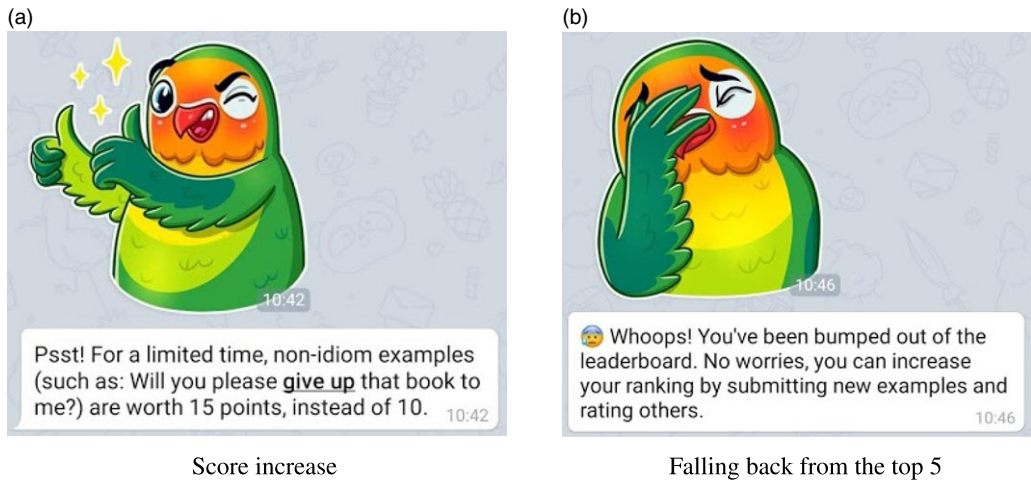 (a)
10:42
Psst! For a limited time, non-idiom examples
(such as: Will you please give up that book to
me?) are worth 15 points, instead of 10.
10:42
Score increase
(b)
10:46
😰 Whoops! You've been bumped out of the
leaderboard. No worries, you can increase
your ranking by submitting new examples and
rating others.
10:46
Falling back from the top 5